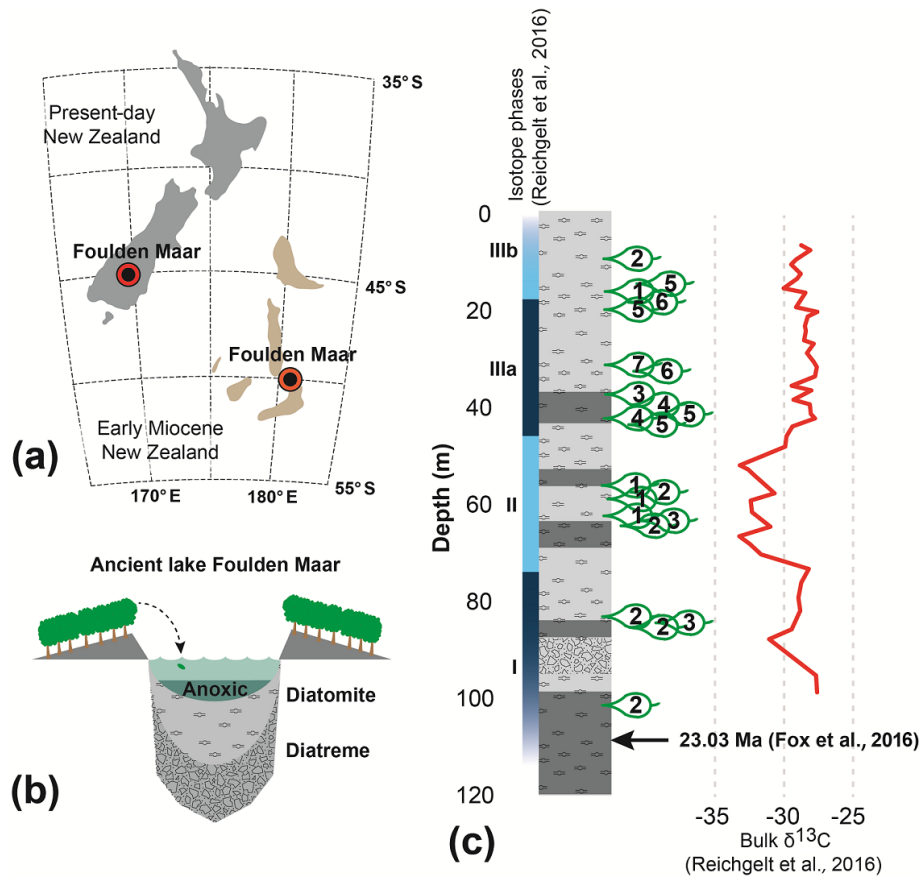 (a)
35° S
Present-day
New Zealand
Foulden Maar
45° S
Foulden Maar
Early Miocene
New Zealand
170° E
180° E
55° S
(b)
Ancient lake Foulden Maar
Anoxic
Diatomite
Diatreme
(c)
Isotope phases
(Reichgelt et al., 2016)
Depth (m)
0
20
40
60
80
100
120
IIIb
IIIa
II
I
2
5
1
6
5
7
6
3
4
5
4
5
1
2
1
1
3
2
2
3
2
2
23.03 Ma (Fox et al., 2016)
-35
-30
-25
Bulk δ13C
(Reichgelt et al., 2016)